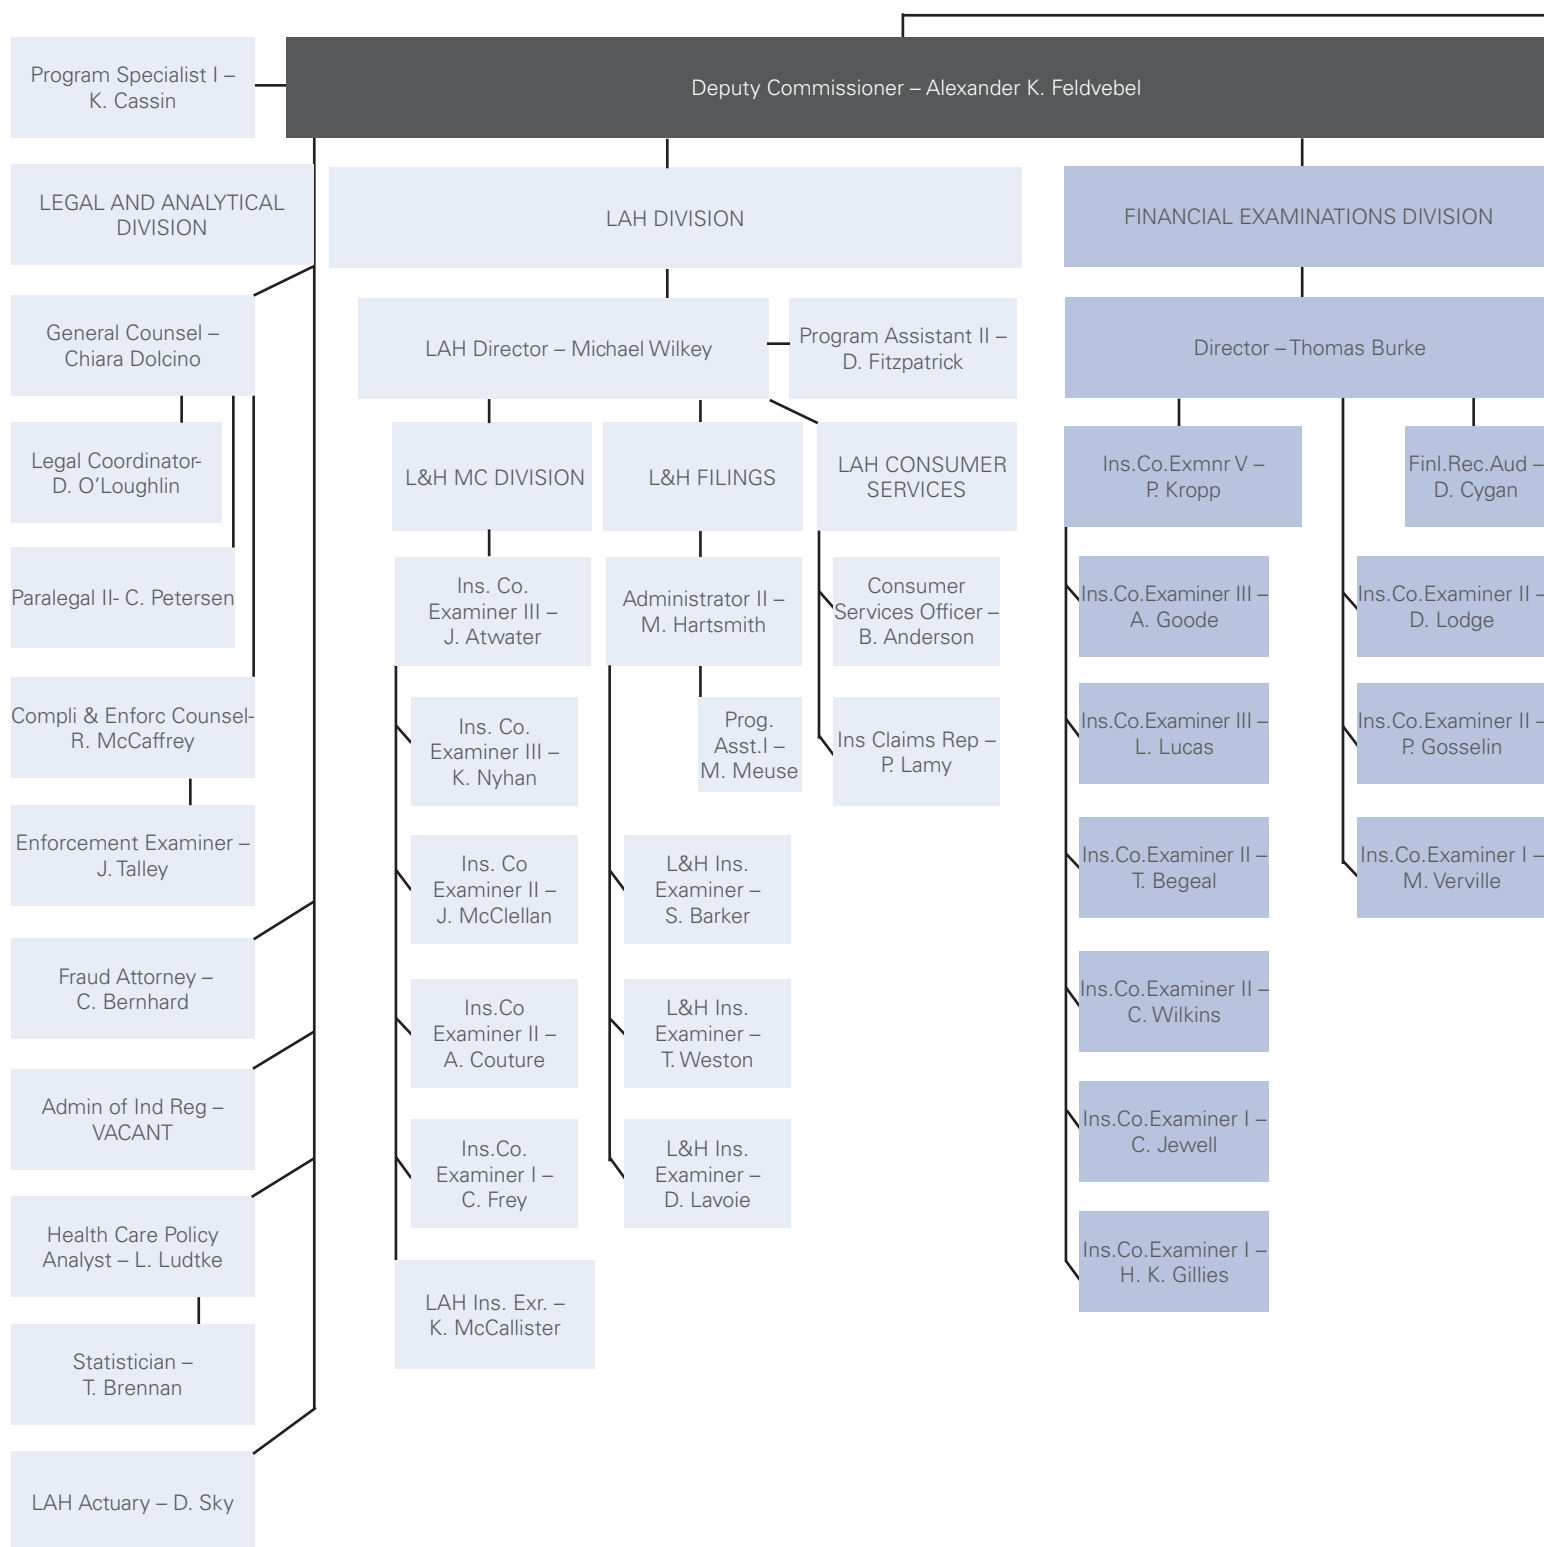 Program Specialist I –
K. Cassin
Deputy Commissioner – Alexander K. Feldvebel
LEGAL AND ANALYTICAL
DIVISION
General Counsel –
Chiara Dolcino
Legal Coordinator-
D. O’Loughlin
Paralegal II- C. Petersen
Compli & Enforc Counsel-
R. McCaffrey
Enforcement Examiner –
J. Talley
Fraud Attorney –
C. Bernhard
Admin of Ind Reg –
VACANT
Health Care Policy
Analyst – L. Ludtke
Statistician –
T. Brennan
LAH Actuary – D. Sky
LAH DIVISION
LAH Director – Michael Wilkey
Program Assistant II –
D. Fitzpatrick
L&H MC DIVISION
Ins. Co.
Examiner III –
J. Atwater
Ins. Co.
Examiner III –
K. Nyhan
Ins. Co
Examiner II –
J. McClellan
Ins.Co
Examiner II –
A. Couture
Ins.Co.
Examiner I –
C. Frey
LAH Ins. Exr. –
K. McCallister
L&H FILINGS
Administrator II –
M. Hartsmith
Prog.
Asst.I –
M. Meuse
L&H Ins.
Examiner –
S. Barker
L&H Ins.
Examiner –
T. Weston
L&H Ins.
Examiner –
D. Lavoie
LAH CONSUMER
SERVICES
Consumer
Services Officer –
B. Anderson
Ins Claims Rep –
P. Lamy
FINANCIAL EXAMINATIONS DIVISION
Director – Thomas Burke
Ins.Co.Exmnr V –
P. Kropp
Ins.Co.Examiner III –
A. Goode
Ins.Co.Examiner III –
L. Lucas
Ins.Co.Examiner II –
T. Begeal
Ins.Co.Examiner II –
C. Wilkins
Ins.Co.Examiner I –
C. Jewell
Ins.Co.Examiner I –
H. K. Gillies
Finl.Rec.Aud –
D. Cygan
Ins.Co.Examiner II –
D. Lodge
Ins.Co.Examiner II –
P. Gosselin
Ins.Co.Examiner I –
M. Verville